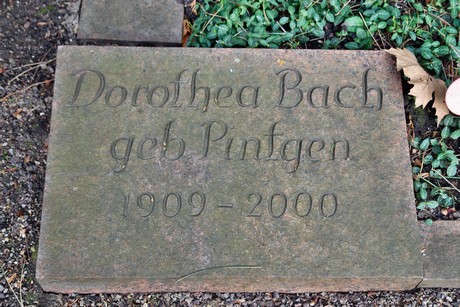 Dorothea Bach
geb Pintgen
1909 - 2000